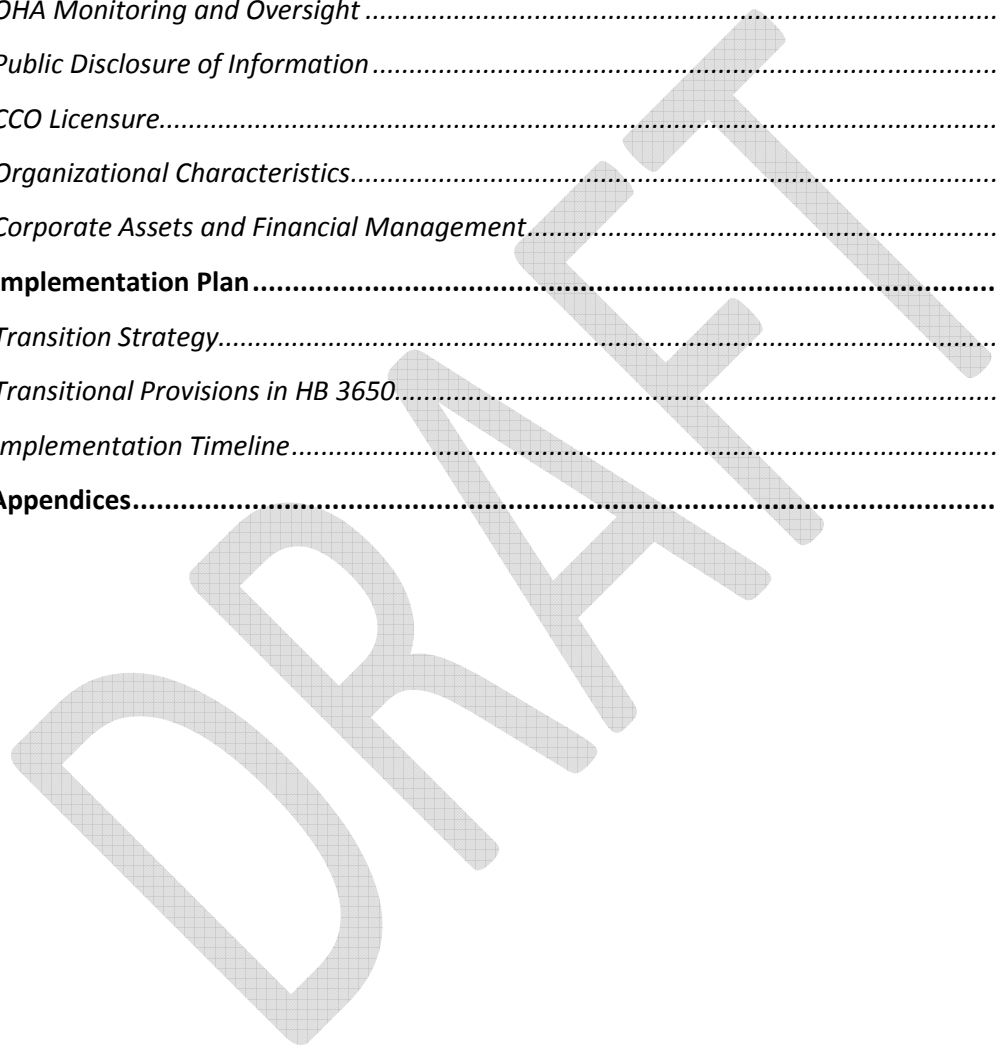 OHA Monitoring and Oversight ................................................................................
Public Disclosure of Information ................................................................................
CCO Licensure................................................................................
Organizational Characteristics................................................................................
Corporate Assets and Financial Management................................................................................
Implementation Plan ................................................................................
Transition Strategy................................................................................
Transitional Provisions in HB 3650................................................................................
Implementation Timeline ................................................................................
Appendices................................................................................
DRAFT